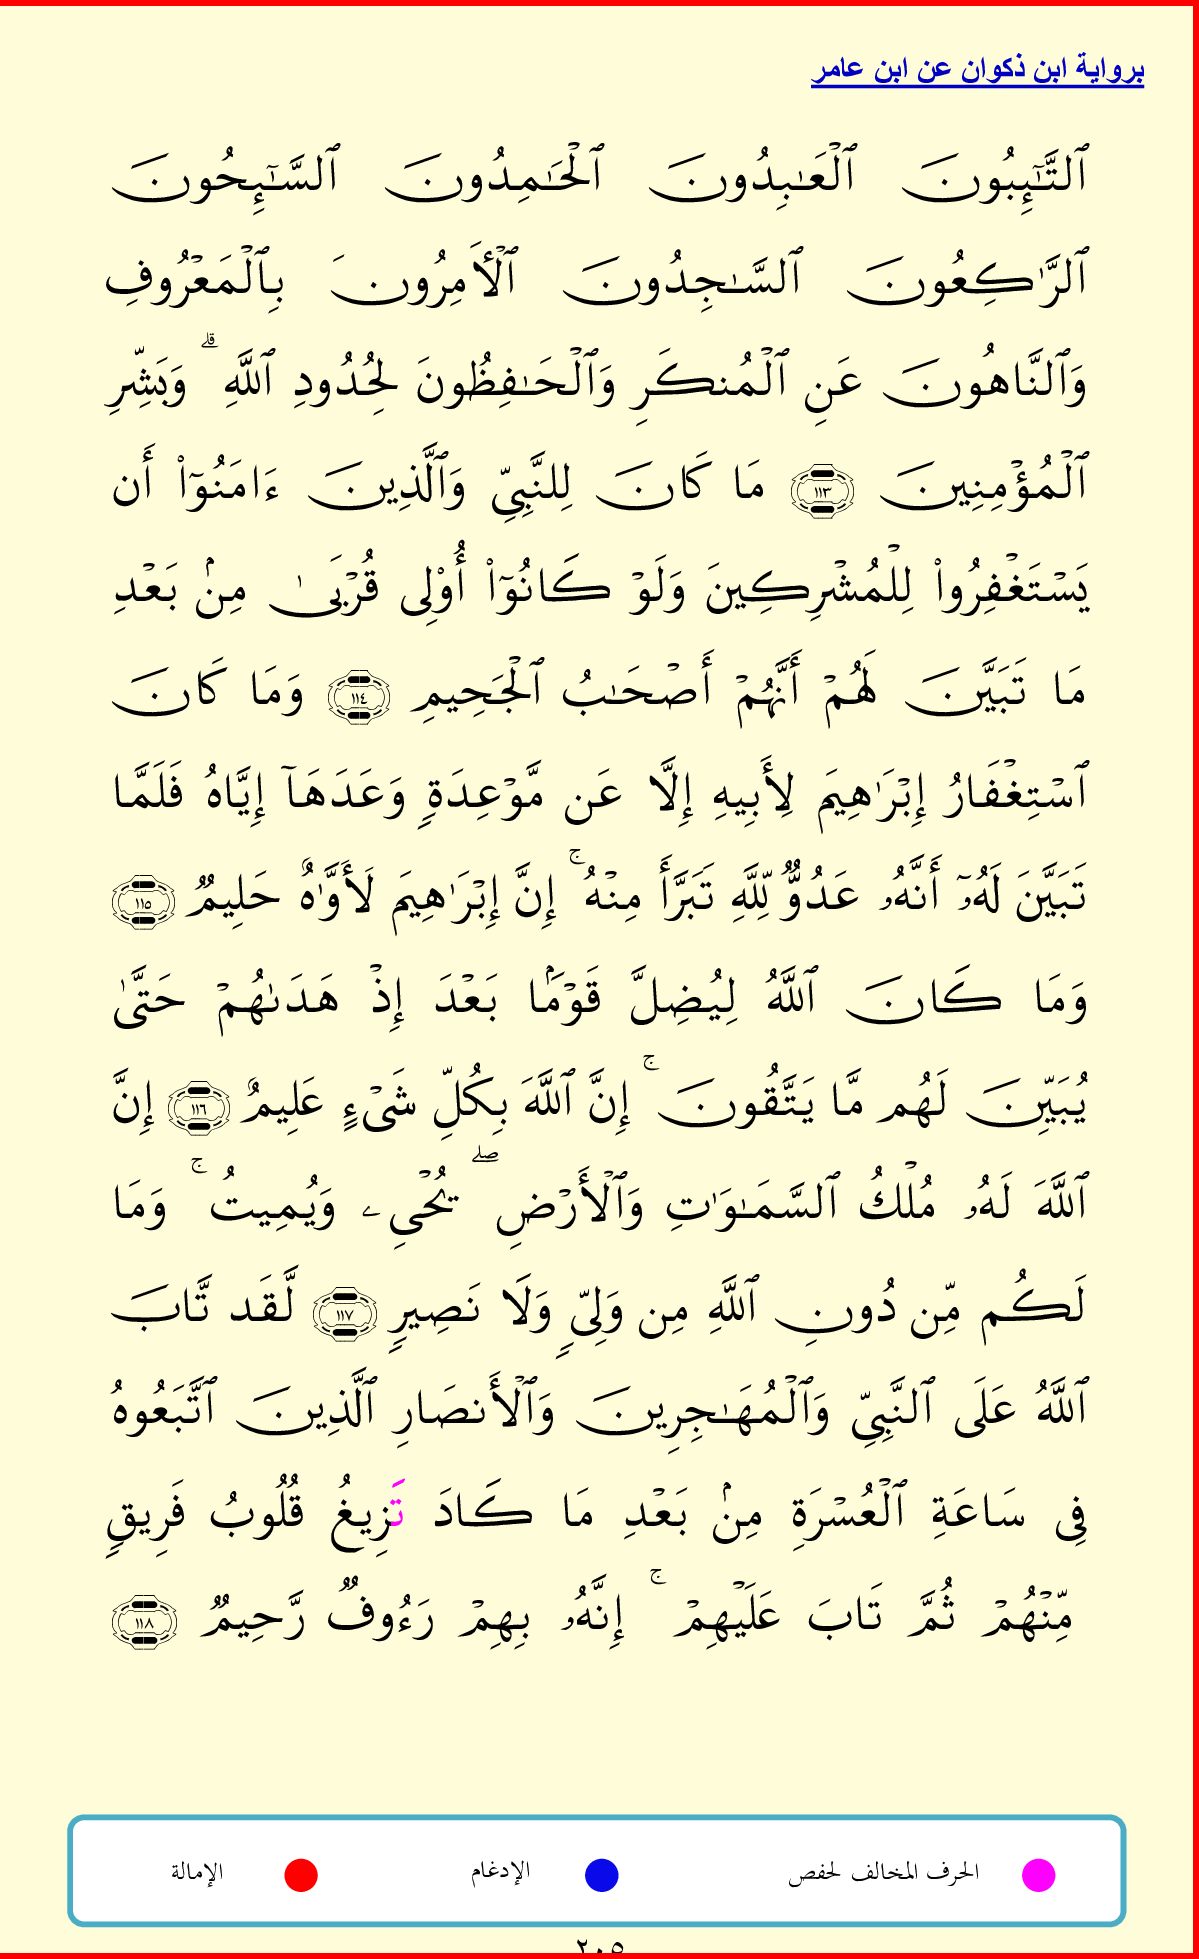 برواية ابن ذكوان عن ابن عامر
ٱلتَّٰٓئِبُونَ ٱلْعَٰبِدُونَ ٱلْحَٰمِدُونَ ٱلسَّٰٓئِحُونَ
ٱلرَّٰكِعُونَ ٱلسَّٰجِدُونَ ٱلْأَمِرُونَ بِٱلْمَعْرُوفِ
وَٱلنَّاهُونَ عَنِ ٱلْمُنكَرِ وَٱلْحَٰفِظُونَ لِحُدُودِ ٱللَّهِ ۗ وَبَشِّرِ
ٱلْمُؤْمِنِينَ ١١٣ مَا كَانَ لِلنَّبِيِّ وَٱلَّذِينَ ءَامَنُوٓا۟ أَن
يَسْتَغْفِرُوا۟ لِلْمُشْرِكِينَ وَلَوْ كَانُوٓا۟ أُو۟لِى قُرْبَىٰ مِنۢ بَعْدِ
مَا تَبَيَّنَ لَهُمْ أَنَّهُمْ أَصْحَٰبُ ٱلْجَحِيمِ ١١٤ وَمَا كَانَ
ٱسْتِغْفَارُ إِبْرَٰهِيمَ لِأَبِيهِ إِلَّا عَن مَّوْعِدَةٍ وَعَدَهَآ إِيَّاهُ فَلَمَّا
تَبَيَّنَ لَهُۥٓ أَنَّهُۥ عَدُوٌّ لِّلَّهِ تَبَرَّأَ مِنْهُ ۚ إِنَّ إِبْرَٰهِيمَ لَأَوَّٰهٌ حَلِيمٌ ١١٥
وَمَا كَانَ ٱللَّهُ لِيُضِلَّ قَوْمًۢا بَعْدَ إِذْ هَدَىٰهُمْ حَتَّىٰ
يُبَيِّنَ لَهُم مَّا يَتَّقُونَ ۚ إِنَّ ٱللَّهَ بِكُلِّ شَىْءٍ عَلِيمٌ ١١٦ إِنَّ
ٱللَّهَ لَهُۥ مُلْكُ ٱلسَّمَٰوَٰتِ وَٱلْأَرْضِ ۖ يُحْىِۦ وَيُمِيتُ ۚ وَمَا
لَكُم مِّن دُونِ ٱللَّهِ مِن وَلِىٍّ وَلَا نَصِيرٍ ١١٧ لَّقَد تَّابَ
ٱللَّهُ عَلَى ٱلنَّبِيِّ وَٱلْمُهَٰجِرِينَ وَٱلْأَنصَارِ ٱلَّذِينَ ٱتَّبَعُوهُ
فِى سَاعَةِ ٱلْعُسْرَةِ مِنۢ بَعْدِ مَا كَادَ تَزِيغُ قُلُوبُ فَرِيقٍ
مِّنْهُمْ ثُمَّ تَابَ عَلَيْهِمْ ۚ إِنَّهُۥ بِهِمْ رَءُوفٌ رَّحِيمٌ ١١٨
الحرف المخالف لحفص الإدغام الإمالة
٢٠٥